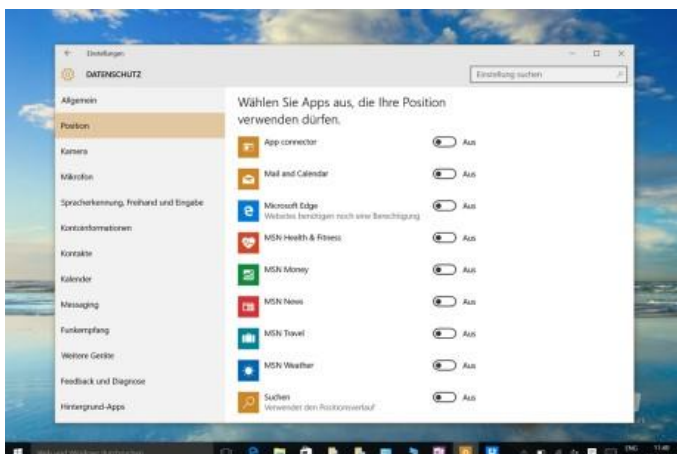 Einstellungen
DATENSCHUTZ
Einstellung suchen
Allgemein
Position
Kamera
Mikrofon
Spracherkennung, Freihand und Eingabe
Kontoinformationen
Kontakte
Kalender
Messaging
Funkempfang
Weitere Geräte
Feedback und Diagnose
Hintergrund-Apps
Wählen Sie Apps aus, die Ihre Position
verwenden dürfen.
App connector Aus
Mail and Calendar Aus
Microsoft Edge Aus
Websites benötigen noch eine Berechtigung
MSN Health & Fitness Aus
MSN Money Aus
MSN News Aus
MSN Travel Aus
MSN Weather Aus
Suchen Aus
Verwendet den Positionsverlauf
ENG 11:48